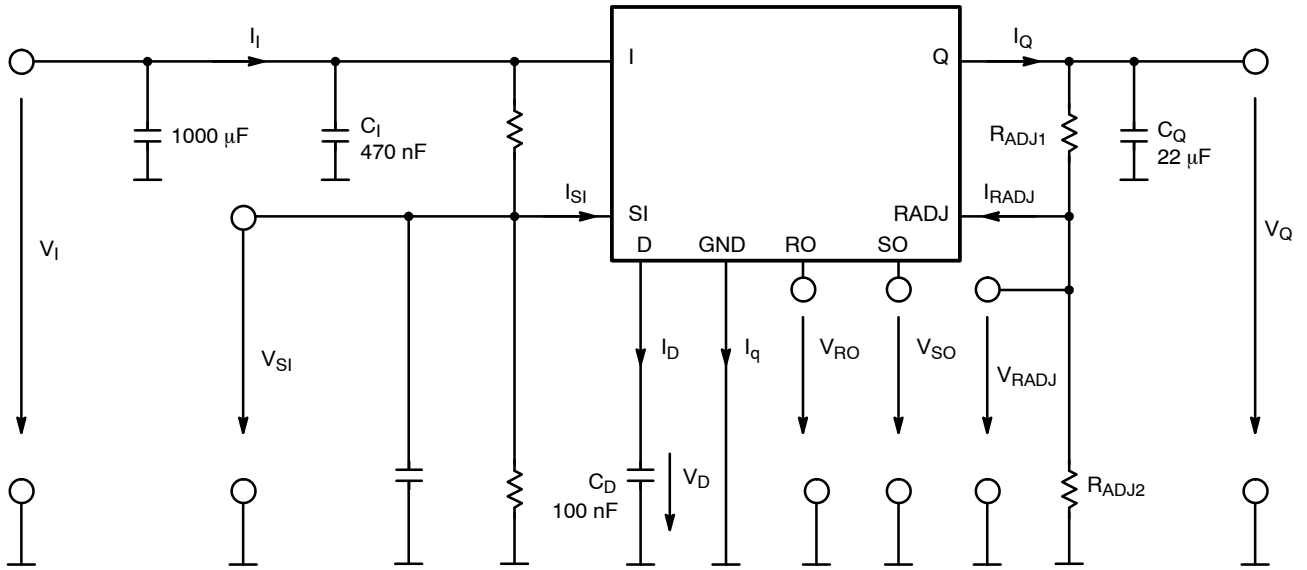 I_I
I_Q
I
Q
1000 μF
C_I
470 nF
R_ADJ1
C_Q
22 μF
I_SI
I_RADJ
SI
RADJ
D
GND
RO
SO
V_I
V_Q
V_SI
I_D
I_q
V_RO
V_SO
V_RADJ
C_D
100 nF
V_D
R_ADJ2